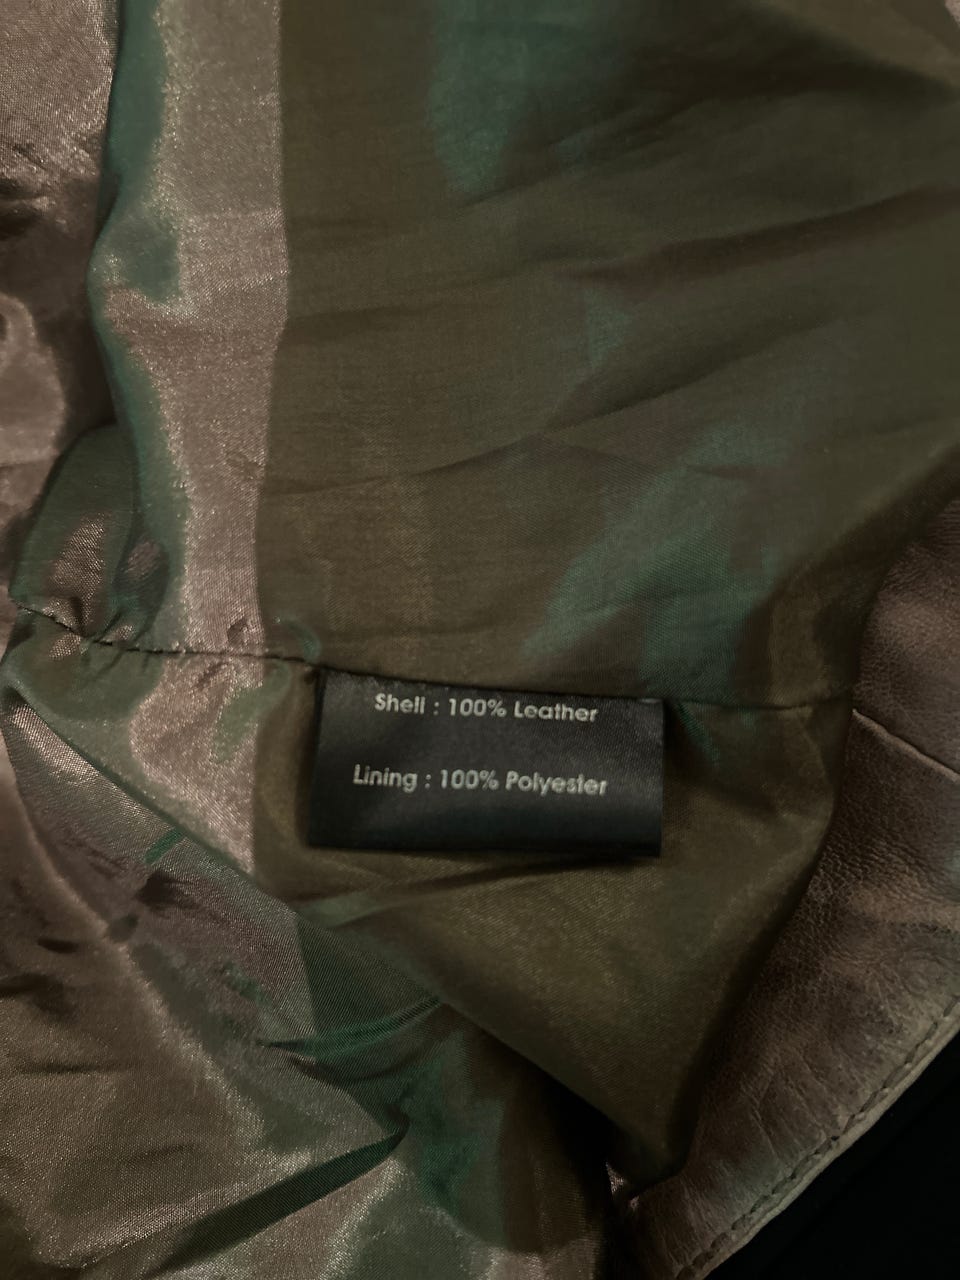 Shell : 100% Leather
Lining : 100% Polyester